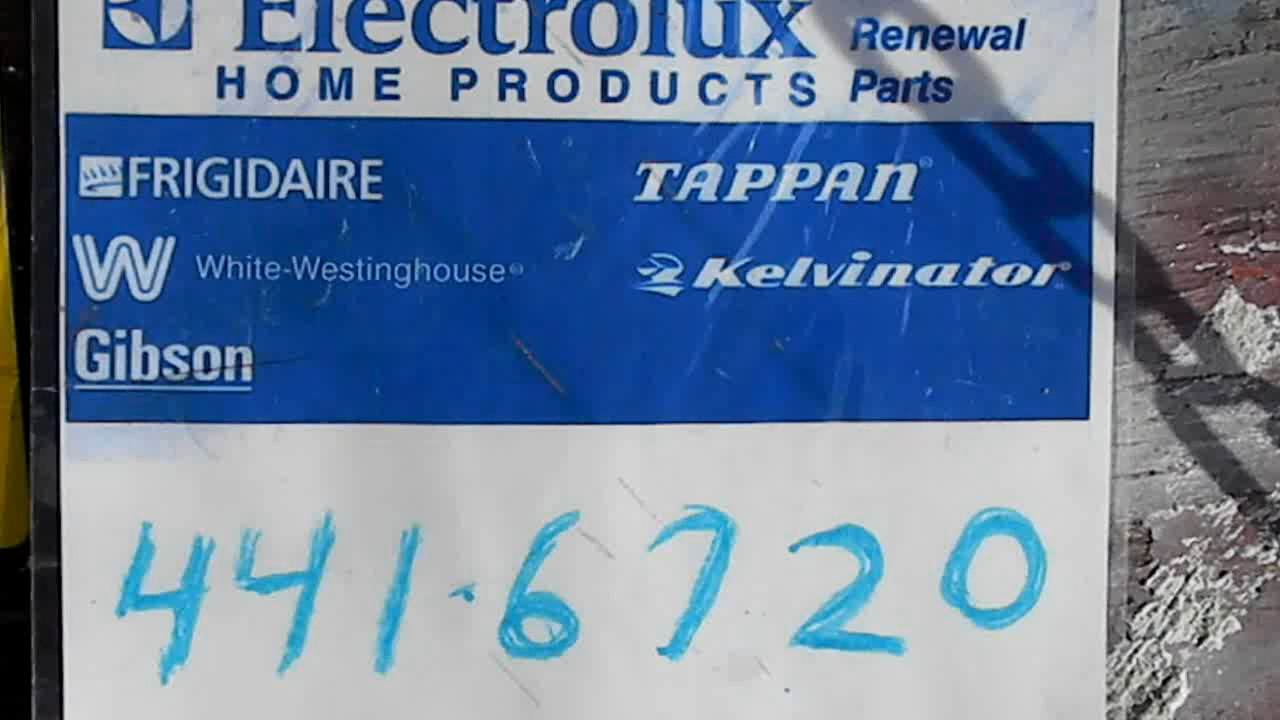 Electrolux Renewal
HOME PRODUCTS Parts
FRIGIDAIRE TAPPAN®
W White-Westinghouse® Kelvinator®
Gibson
441-6720